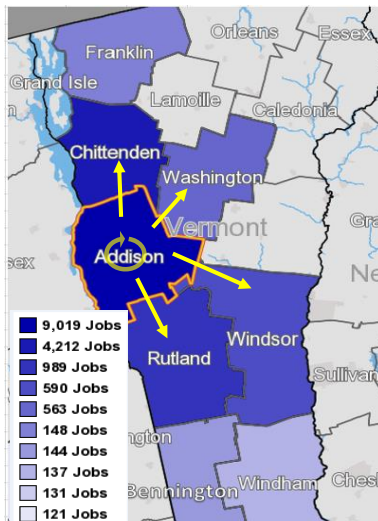 Orleans
Essex
Franklin
Grand Isle
Lamoille
Caledonia
Chittenden
Washington
Vermont
Addison
Gra
sex
Ne
Windsor
Rutland
Sullivan
9,019 Jobs
4,212 Jobs
989 Jobs
590 Jobs
563 Jobs
148 Jobs
144 Jobs
137 Jobs
131 Jobs
121 Jobs
ngton
Windham
Chesh
Bennington